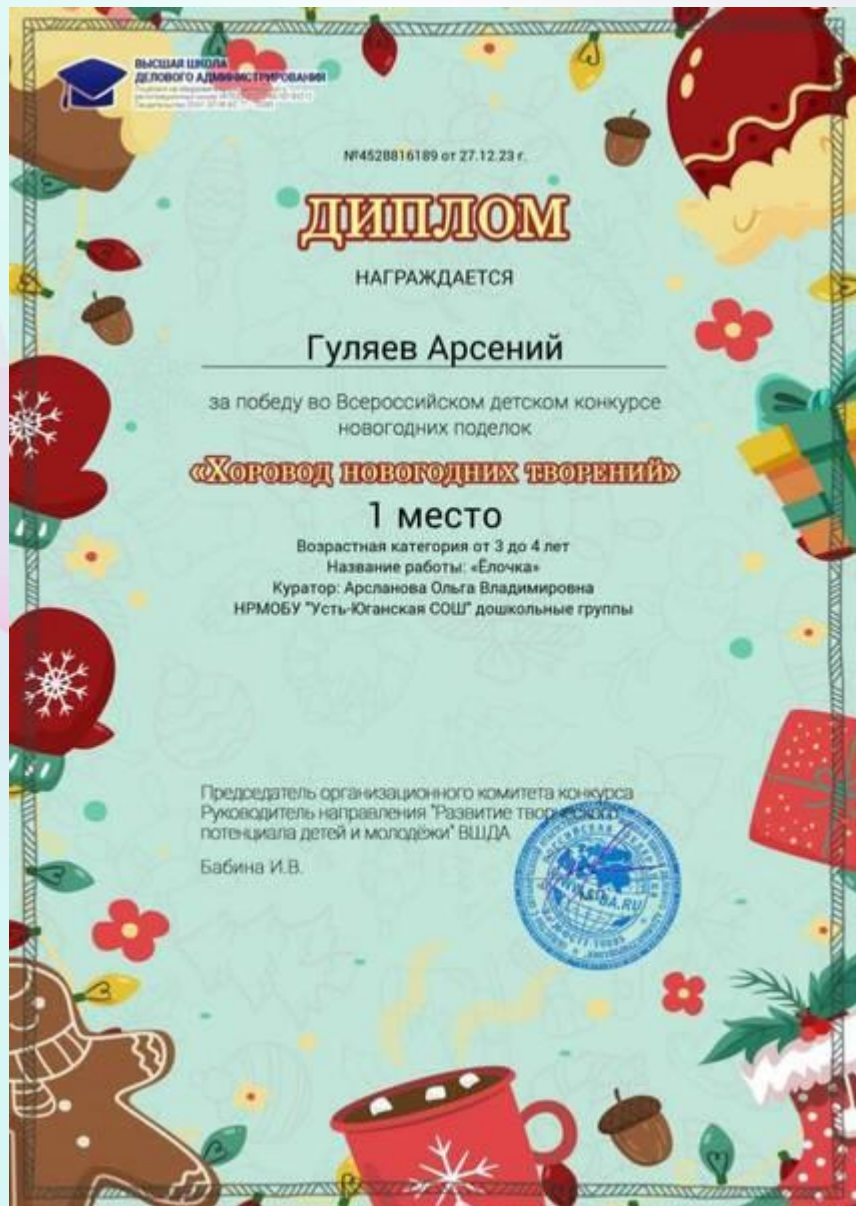 ВЫСШАЯ ШКОЛА
ДЕЛОВОГО АДМИНИСТРИРОВАНИЯ
№4528816189 от 27.12.23 г.
ДИПЛОМ
НАГРАЖДАЕТСЯ
Гуляев Арсений
за победу во Всероссийском детском конкурсе
новогодних поделок
«Хоровод новогодних творений»
1 место
Возрастная категория от 3 до 4 лет
Название работы: «Ёлочка»
Куратор: Арсланова Ольга Владимировна
НРМОБУ "Усть-Юганская СОШ" дошкольные группы
Председатель организационного комитета конкурса
Руководитель направления "Развитие творческого
потенциала детей и молодёжи" ВШДА
Бабина И.В.
РОССИЙСКАЯ ФЕДЕРАЦИЯ